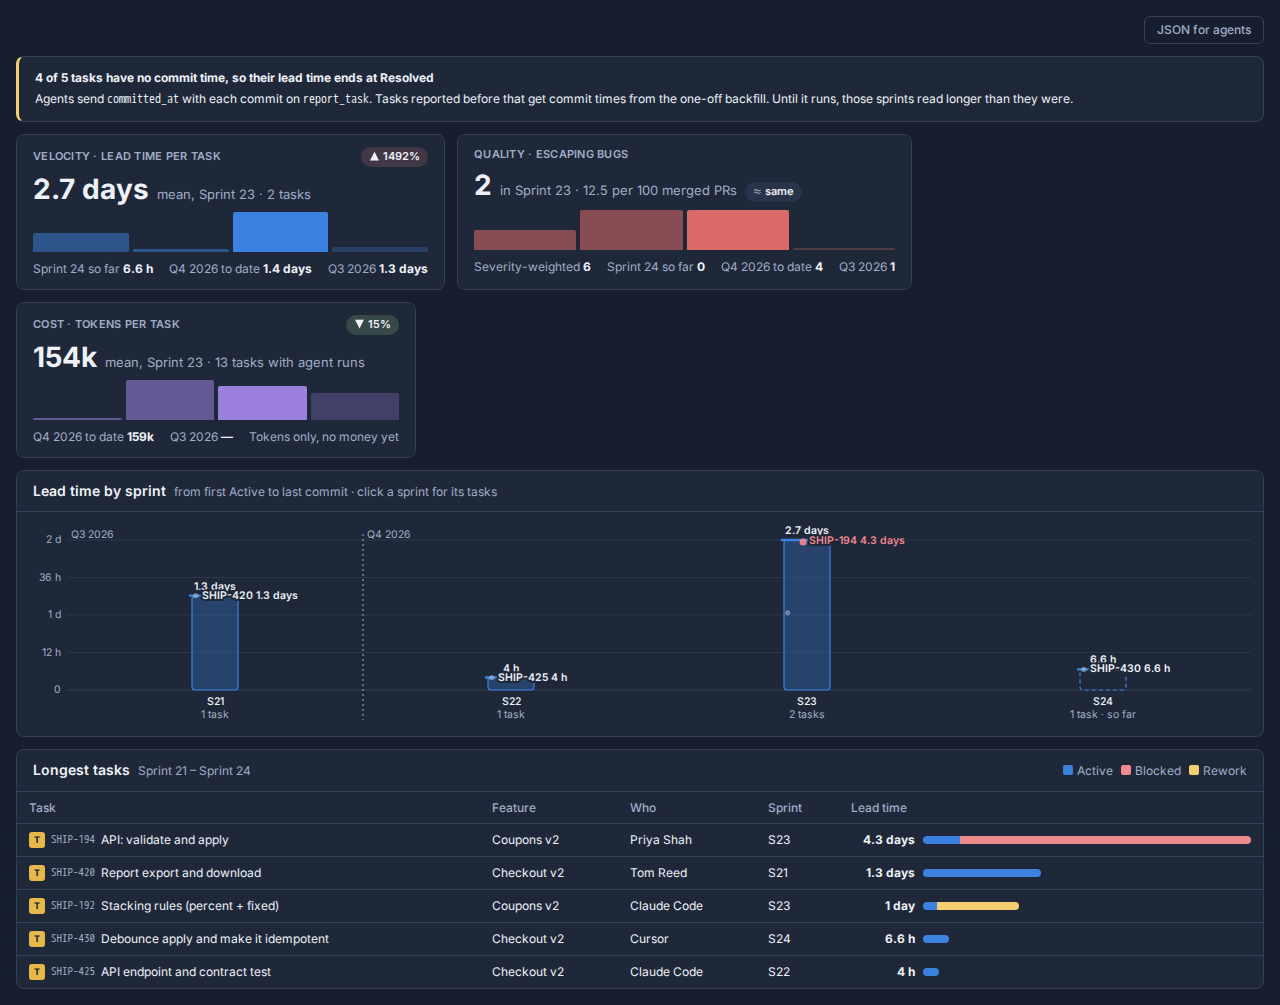 JSON for agents
4 of 5 tasks have no commit time, so their lead time ends at Resolved
Agents send committed_at with each commit on report_task. Tasks reported before that get commit times from the one-off backfill. Until it runs, those sprints read longer than they were.
VELOCITY · LEAD TIME PER TASK
▲ 1492%
2.7 days mean, Sprint 23 · 2 tasks
Sprint 24 so far 6.6 h Q4 2026 to date 1.4 days Q3 2026 1.3 days
QUALITY · ESCAPING BUGS
2 in Sprint 23 · 12.5 per 100 merged PRs ≈ same
Severity-weighted 6 Sprint 24 so far 0 Q4 2026 to date 4 Q3 2026 1
COST · TOKENS PER TASK
▼ 15%
154k mean, Sprint 23 · 13 tasks with agent runs
Q4 2026 to date 159k Q3 2026 — Tokens only, no money yet
Lead time by sprint from first Active to last commit · click a sprint for its tasks
Q3 2026
Q4 2026
2 d
36 h
1 d
12 h
0
1.3 days
SHIP-420 1.3 days
4 h
SHIP-425 4 h
2.7 days
SHIP-194 4.3 days
6.6 h
SHIP-430 6.6 h
S21
1 task
S22
1 task
S23
2 tasks
S24
1 task · so far
Longest tasks Sprint 21 – Sprint 24
Active Blocked Rework
Task Feature Who Sprint Lead time
T SHIP-194 API: validate and apply Coupons v2 Priya Shah S23 4.3 days
T SHIP-420 Report export and download Checkout v2 Tom Reed S21 1.3 days
T SHIP-192 Stacking rules (percent + fixed) Coupons v2 Claude Code S23 1 day
T SHIP-430 Debounce apply and make it idempotent Checkout v2 Cursor S24 6.6 h
T SHIP-425 API endpoint and contract test Checkout v2 Claude Code S22 4 h